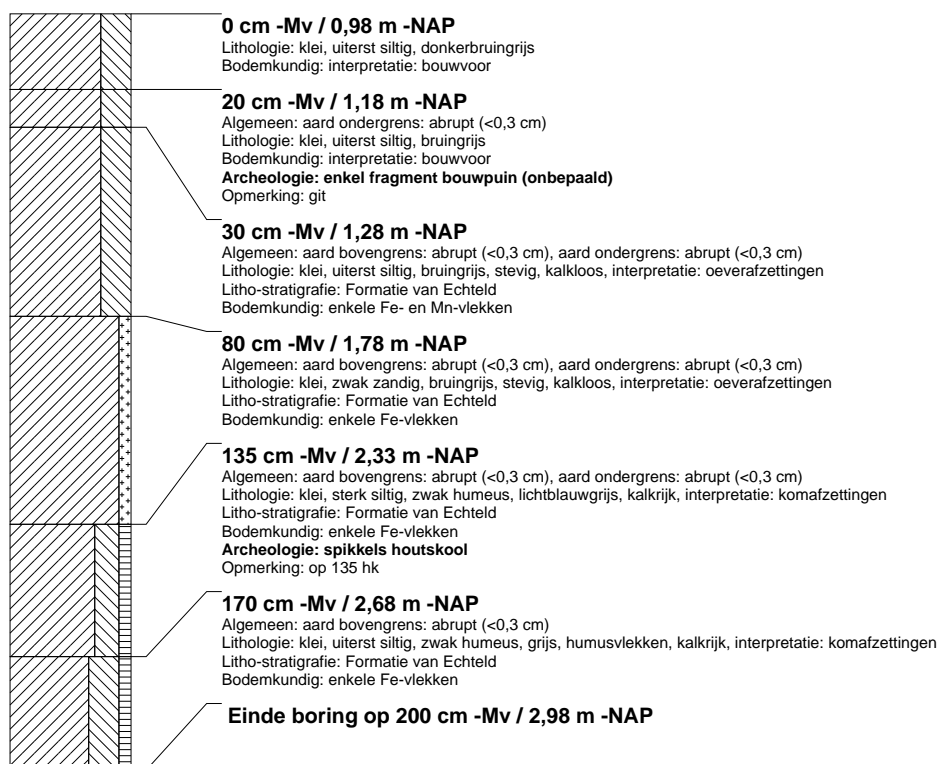 0 cm -Mv / 0,98 m -NAP
Lithologie: klei, uiterst siltig, donkerbruingrijs
Bodemkundig: interpretatie: bouwvoor
20 cm -Mv / 1,18 m -NAP
Algemeen: aard ondergrens: abrupt (<0,3 cm)
Lithologie: klei, uiterst siltig, bruingrijs
Bodemkundig: interpretatie: bouwvoor
Archeologie: enkel fragment bouwpuin (onbepaald)
Opmerking: git
30 cm -Mv / 1,28 m -NAP
Algemeen: aard bovengrens: abrupt (<0,3 cm), aard ondergrens: abrupt (<0,3 cm)
Lithologie: klei, uiterst siltig, bruingrijs, stevig, kalkloos, interpretatie: oeverafzettingen
Litho-stratigrafie: Formatie van Echteld
Bodemkundig: enkele Fe- en Mn-vlekken
80 cm -Mv / 1,78 m -NAP
Algemeen: aard bovengrens: abrupt (<0,3 cm), aard ondergrens: abrupt (<0,3 cm)
Lithologie: klei, zwak zandig, bruingrijs, stevig, kalkloos, interpretatie: oeverafzettingen
Litho-stratigrafie: Formatie van Echteld
Bodemkundig: enkele Fe-vlekken
135 cm -Mv / 2,33 m -NAP
Algemeen: aard bovengrens: abrupt (<0,3 cm), aard ondergrens: abrupt (<0,3 cm)
Lithologie: klei, sterk siltig, zwak humeus, lichtblauwgrijs, kalkrijk, interpretatie: komafzettingen
Litho-stratigrafie: Formatie van Echteld
Bodemkundig: enkele Fe-vlekken
Archeologie: spikkels houtskool
Opmerking: op 135 hk
170 cm -Mv / 2,68 m -NAP
Algemeen: aard bovengrens: abrupt (<0,3 cm)
Lithologie: klei, uiterst siltig, zwak humeus, grijs, humusvlekken, kalkrijk, interpretatie: komafzettingen
Litho-stratigrafie: Formatie van Echteld
Bodemkundig: enkele Fe-vlekken
Einde boring op 200 cm -Mv / 2,98 m -NAP